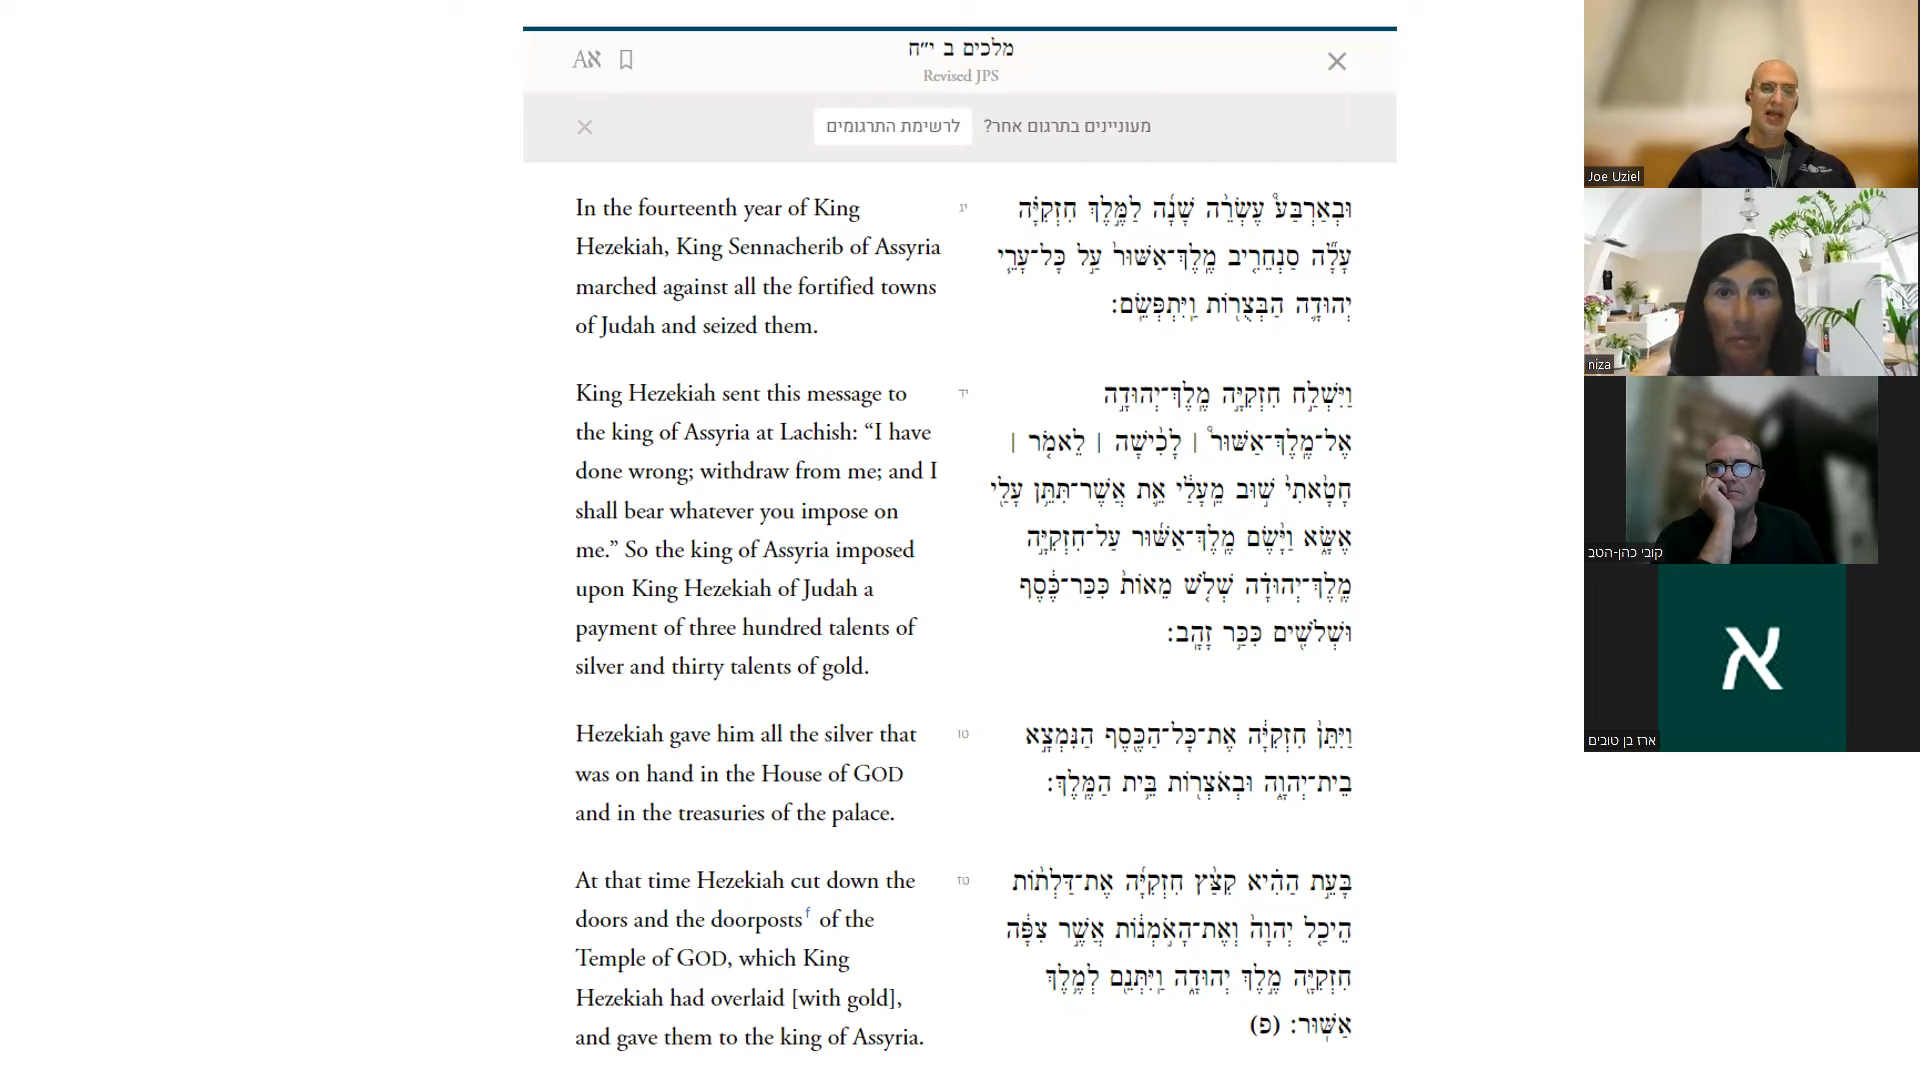 Aא
מלכים ב י״ח
Revised JPS
מעוניינים בתרגום אחר?
לרשימת התרגומים
In the fourteenth year of King
Hezekiah, King Sennacherib of Assyria
marched against all the fortified towns
of Judah and seized them.
יג
וּבְאַרְבַּע֩ עֶשְׂרֵ֨ה שָׁנָ֜ה לַמֶּ֣לֶךְ חִזְקִיָּ֗ה
עָלָ֞ה סַנְחֵרִ֤יב מֶֽלֶךְ־אַשּׁוּר֙ עַ֣ל כׇּל־עָרֵ֧י
יְהוּדָ֛ה הַבְּצֻר֖וֹת וַֽיִּתְפְּשֵֽׂם׃
King Hezekiah sent this message to
the king of Assyria at Lachish: “I have
done wrong; withdraw from me; and I
shall bear whatever you impose on
me.” So the king of Assyria imposed
upon King Hezekiah of Judah a
payment of three hundred talents of
silver and thirty talents of gold.
יד
וַיִּשְׁלַ֣ח חִזְקִיָּ֣ה מֶֽלֶךְ־יְהוּדָ֣ה
אֶל־מֶֽלֶךְ־אַשּׁוּר֩ ׀ לָכִ֨ישָׁה ׀ לֵאמֹ֤ר ׀
חָטָ֙אתִי֙ שׁ֣וּב מֵֽעָלַ֔י אֵ֛ת אֲשֶׁר־תִּתֵּ֥ן עָלַ֖י
אֶשָּׂ֑א וַיָּ֨שֶׂם מֶֽלֶךְ־אַשּׁ֜וּר עַל־חִזְקִיָּ֣ה
מֶֽלֶךְ־יְהוּדָ֗ה שְׁלֹ֤שׁ מֵאוֹת֙ כִּכַּר־כֶּ֔סֶף
וּשְׁלֹשִׁ֖ים כִּכַּ֥ר זָהָֽב׃
Hezekiah gave him all the silver that
was on hand in the House of GOD
and in the treasuries of the palace.
טו
וַיִּתֵּן֙ חִזְקִיָּ֔ה אֶת־כׇּל־הַכֶּ֖סֶף הַנִּמְצָ֣א
בֵית־יְהֹוָ֑ה וּבְאֹצְר֖וֹת בֵּ֥ית הַמֶּֽלֶךְ׃
At that time Hezekiah cut down the
doors and the doorposts f of the
Temple of GOD, which King
Hezekiah had overlaid [with gold],
and gave them to the king of Assyria.
טז
בָּעֵ֣ת הַהִ֗יא קִצַּ֨ץ חִזְקִיָּ֜ה אֶת־דַּלְת֨וֹת
הֵיכַ֤ל יְהֹוָה֙ וְאֶת־הָאֹ֣מְנ֔וֹת אֲשֶׁ֣ר צִפָּ֔ה
חִזְקִיָּ֖ה מֶ֣לֶךְ יְהוּדָ֑ה וַֽיִּתְּנֵ֖ם לְמֶ֥לֶךְ
אַשּֽׁוּר׃ (פ)
Joe Uziel
niza
קובי כהן-הטב
א
ארז בן טובים